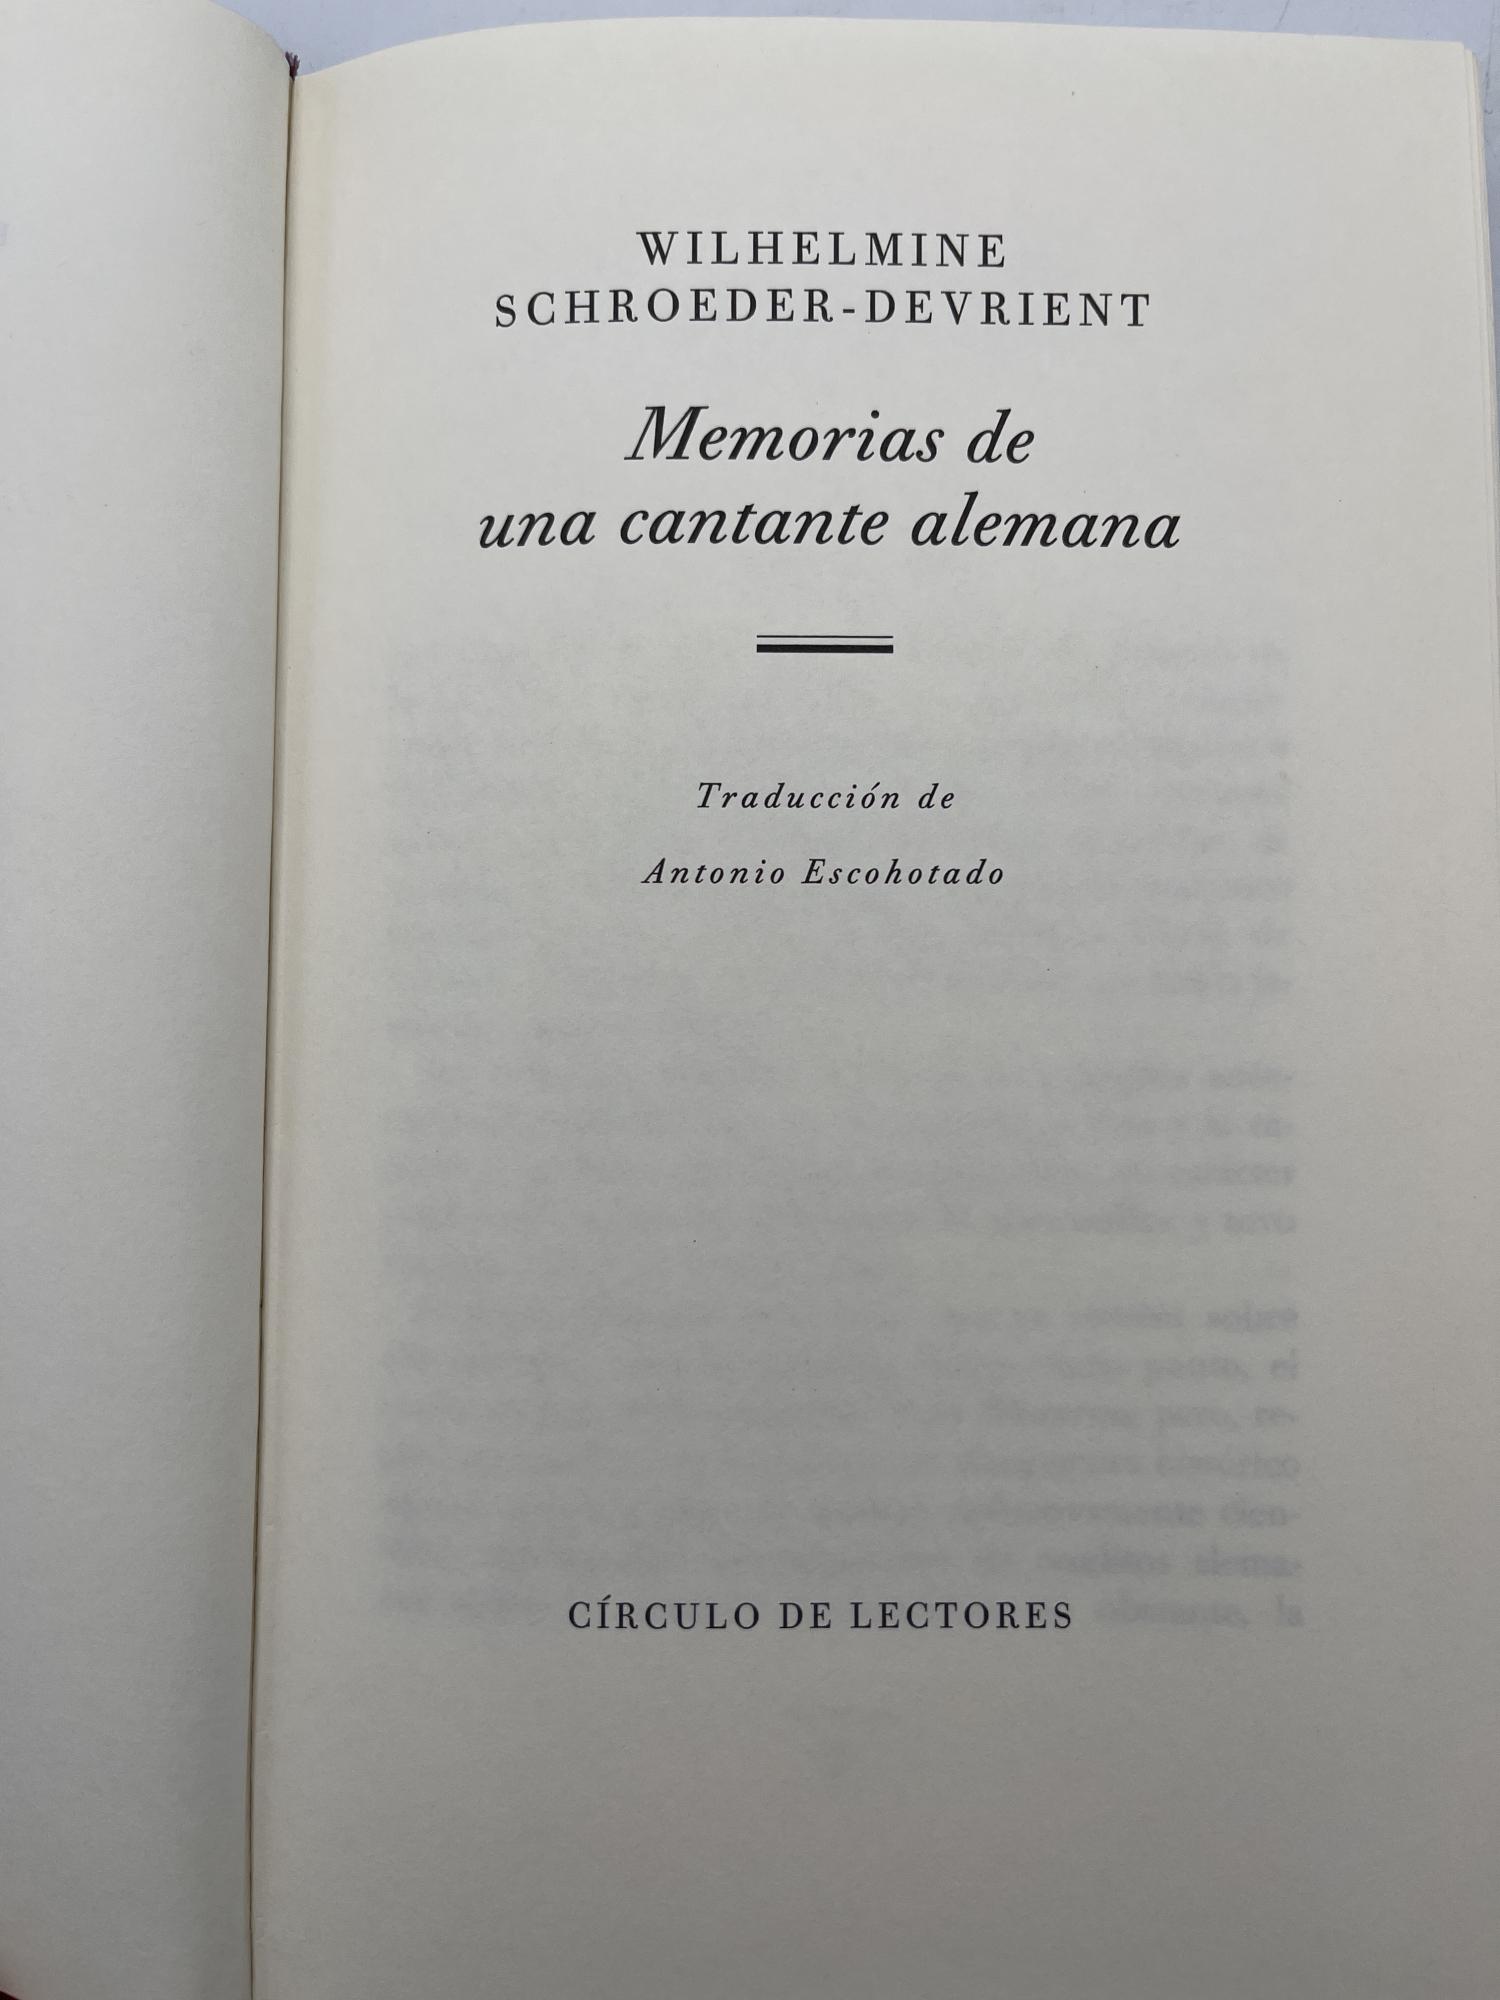 WILHELMINE
SCHROEDER-DEVRIENT
Memorias de
una cantante alemana
Traducción de
Antonio Escohotado
CÍRCULO DE LECTORES